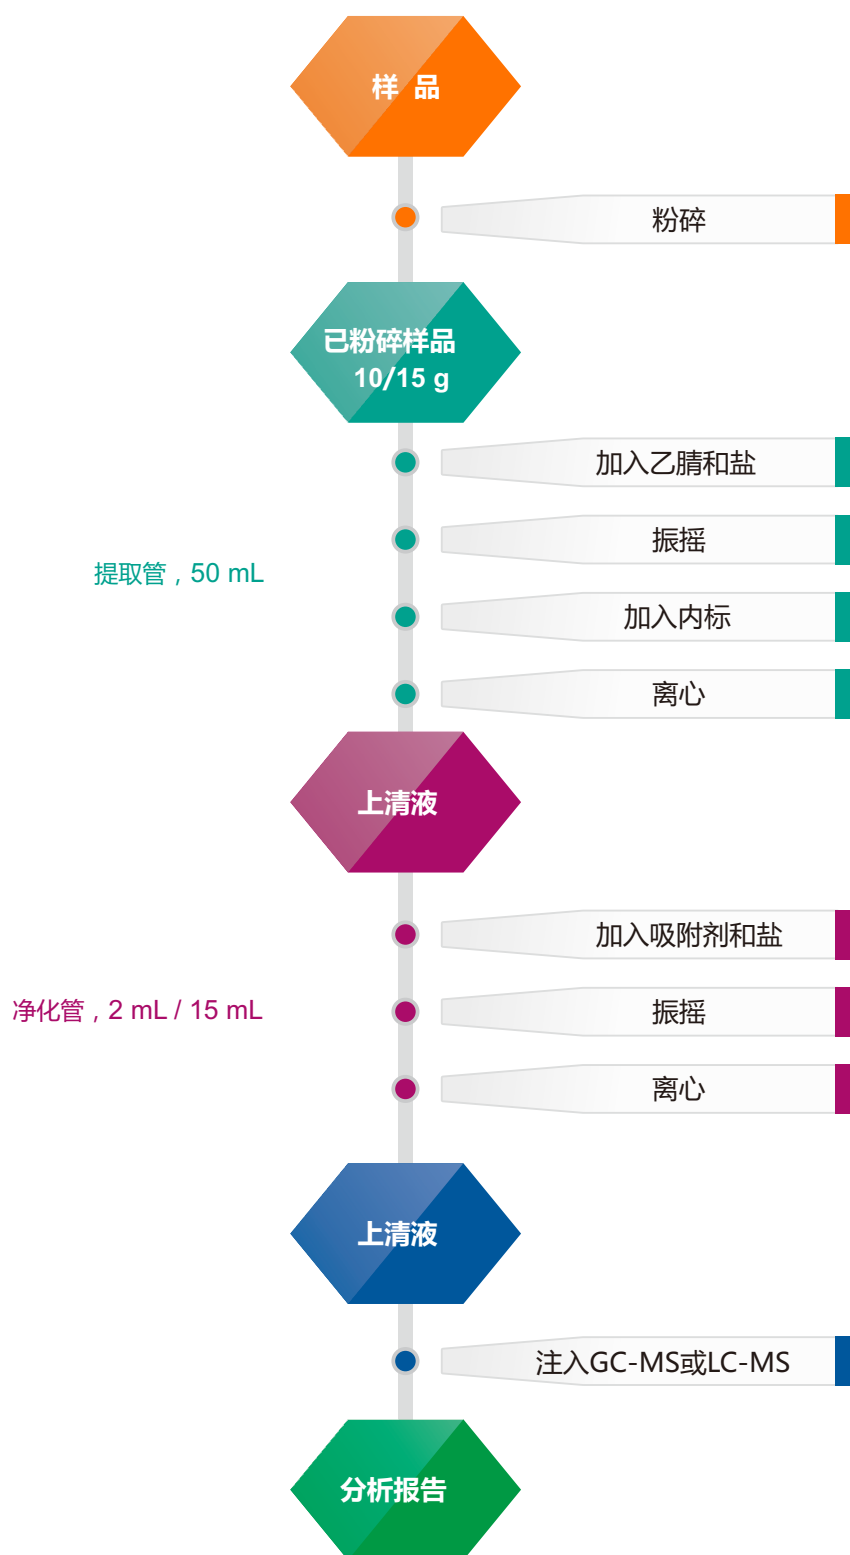 样 品
粉碎
已粉碎样品
10/15 g
加入乙腈和盐
振摇
提取管，50 mL
加入内标
离心
上清液
加入吸附剂和盐
净化管，2 mL / 15 mL
振摇
离心
上清液
注入GC-MS或LC-MS
分析报告